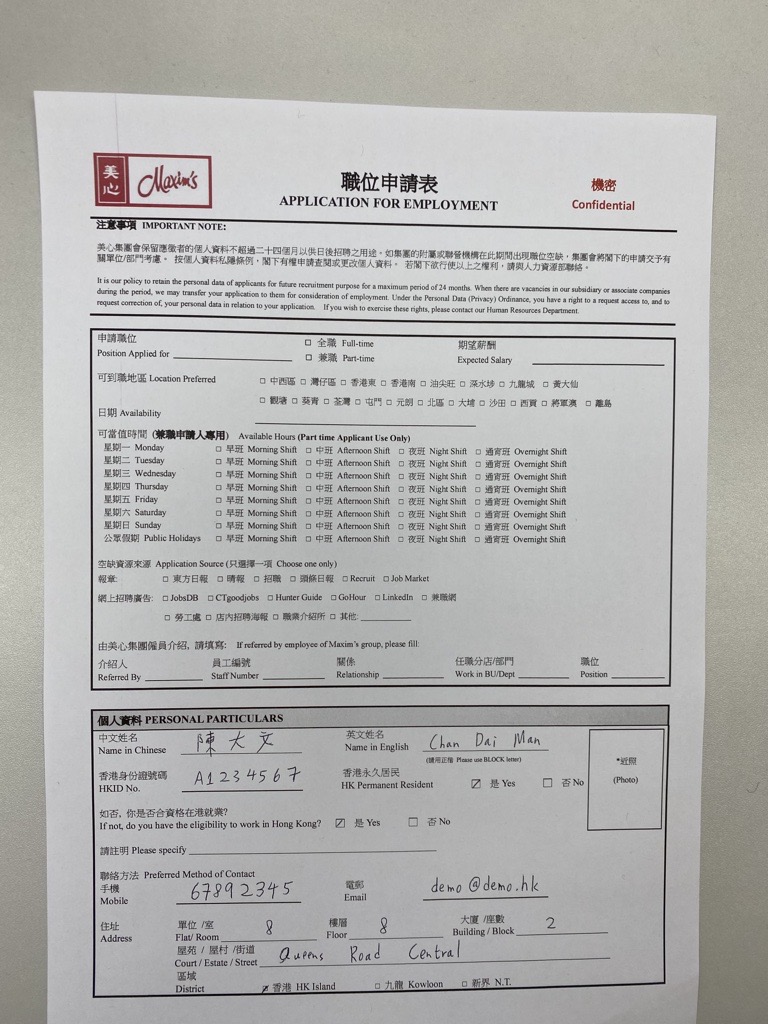 美心 Maxim's
職位申請表
APPLICATION FOR EMPLOYMENT
機密
Confidential
注意事項 IMPORTANT NOTE:
美心集團會保留應徵者的個人資料不超過二十四個月以供日後招聘之用途。如集團的附屬或聯營機構在此期間出現職位空缺，集團會將閣下的申請交予有
關單位/部門考慮。 按個人資料私隱條例，閣下有權申請查閱或更改個人資料。 若閣下欲行使以上之權利，請與人力資源部聯絡。
It is our policy to retain the personal data of applicants for future recruitment purpose for a maximum period of 24 months. When there are vacancies in our subsidiary or associate companies
during the period, we may transfer your application to them for consideration of employment. Under the Personal Data (Privacy) Ordinance, you have a right to a request access to, and to
request correction of, your personal data in relation to your application. If you wish to exercise these rights, please contact our Human Resources Department.
申請職位 □ 全職 Full-time 期望薪酬
Position Applied for ____ □ 兼職 Part-time Expected Salary ____
可到職地區 Location Preferred □ 中西區 □ 灣仔區 □ 香港東 □ 香港南 □ 油尖旺 □ 深水埗 □ 九龍城 □ 黃大仙
□ 觀塘 □ 葵青 □ 荃灣 □ 屯門 □ 元朗 □ 北區 □ 大埔 □ 沙田 □ 西貢 □ 將軍澳 □ 離島
日期 Availability ____
可當值時間 (兼職申請人專用) Available Hours (Part time Applicant Use Only)
星期一 Monday □ 早班 Morning Shift □ 中班 Afternoon Shift □ 夜班 Night Shift □ 通宵班 Overnight Shift
星期二 Tuesday □ 早班 Morning Shift □ 中班 Afternoon Shift □ 夜班 Night Shift □ 通宵班 Overnight Shift
星期三 Wednesday □ 早班 Morning Shift □ 中班 Afternoon Shift □ 夜班 Night Shift □ 通宵班 Overnight Shift
星期四 Thursday □ 早班 Morning Shift □ 中班 Afternoon Shift □ 夜班 Night Shift □ 通宵班 Overnight Shift
星期五 Friday □ 早班 Morning Shift □ 中班 Afternoon Shift □ 夜班 Night Shift □ 通宵班 Overnight Shift
星期六 Saturday □ 早班 Morning Shift □ 中班 Afternoon Shift □ 夜班 Night Shift □ 通宵班 Overnight Shift
星期日 Sunday □ 早班 Morning Shift □ 中班 Afternoon Shift □ 夜班 Night Shift □ 通宵班 Overnight Shift
公眾假期 Public Holidays □ 早班 Morning Shift □ 中班 Afternoon Shift □ 夜班 Night Shift □ 通宵班 Overnight Shift
空缺資源來源 Application Source (只選擇一項 Choose one only)
報章: □ 東方日報 □ 晴報 □ 招職 □ 頭條日報 □ Recruit □ Job Market
網上招聘廣告: □ JobsDB □ CTgoodjobs □ Hunter Guide □ GoHour □ LinkedIn □ 兼職網
□ 勞工處 □ 店內招聘海報 □ 職業介紹所 □ 其他: ____
由美心集團僱員介紹, 請填寫: If referred by employee of Maxim's group, please fill:
介紹人 員工編號 關係 任職分店/部門 職位
Referred By ____ Staff Number ____ Relationship ____ Work in BU/Dept ____ Position ____
個人資料 PERSONAL PARTICULARS
中文姓名 陳大文 英文姓名 Chan Dai Man
Name in Chinese Name in English
(請用正楷 Please use BLOCK letter)
*近照
(Photo)
香港身份證號碼 A1234567 香港永久居民
HKID No. HK Permanent Resident ☑ 是 Yes □ 否 No
如否, 你是否合資格在港就業?
If not, do you have the eligibility to work in Hong Kong? ☑ 是 Yes □ 否 No
請註明 Please specify ____
聯絡方法 Preferred Method of Contact
手機 67892345 電郵 demo@demo.hk
Mobile Email
住址 單位 /室 8 樓層 8 大廈 /座數 2
Address Flat/ Room Floor Building / Block
屋苑 / 屋村 /街道 Queens Road Central
Court / Estate / Street
區域
District ☑ 香港 HK Island □ 九龍 Kowloon □ 新界 N.T.